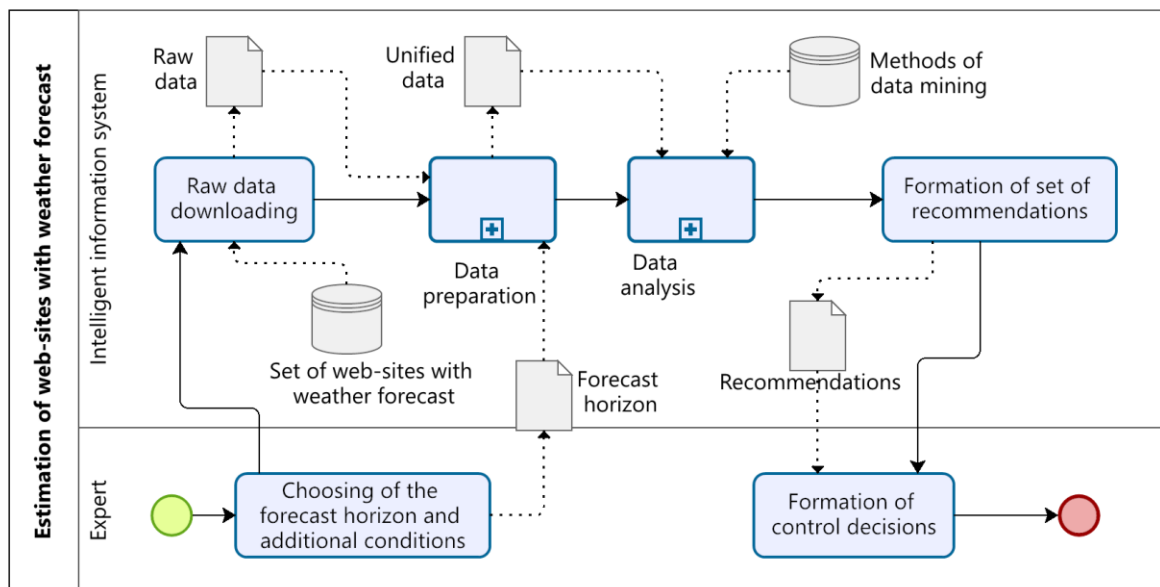 Estimation of web-sites with weather forecast
Intelligent information system
Raw
data
Unified
data
Methods of
data mining
Raw data
downloading
Formation of set of
recommendations
Data
preparation
Data
analysis
Set of web-sites with
weather forecast
Forecast
horizon
Recommendations
Expert
Choosing of the
forecast horizon and
additional conditions
Formation of
control decisions